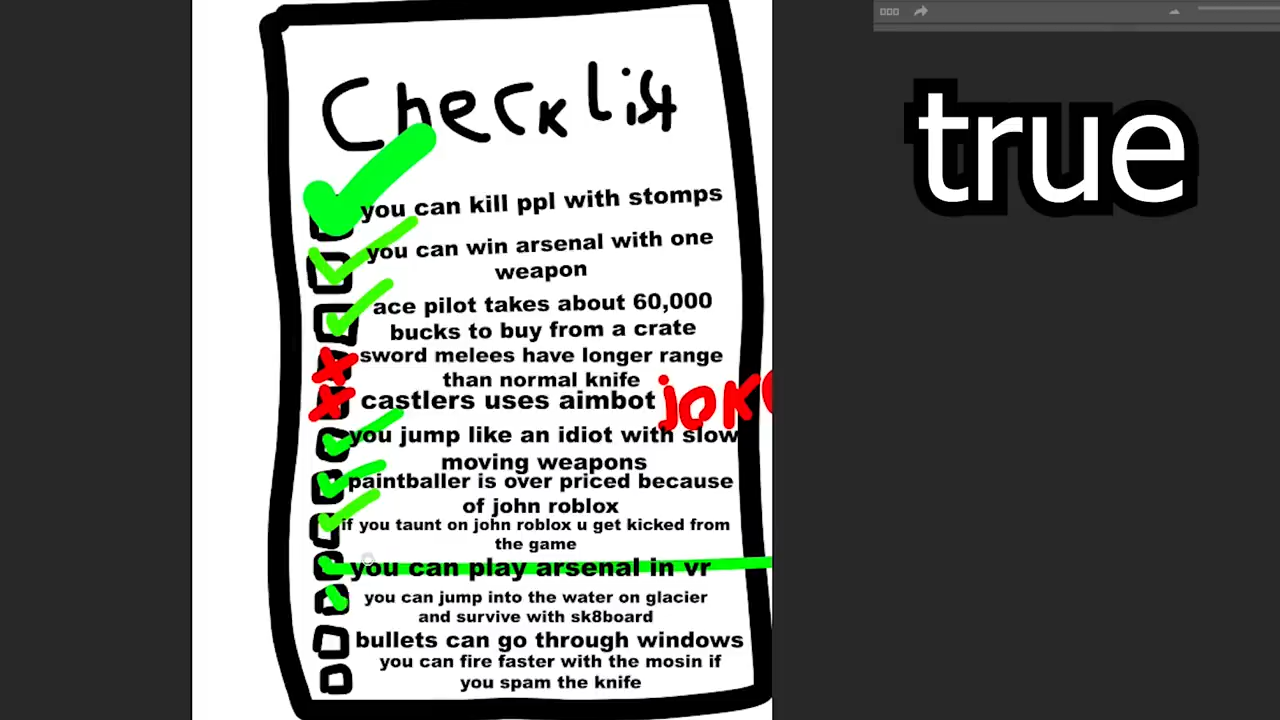 Checklist
true
you can kill ppl with stomps
you can win arsenal with one
weapon
ace pilot takes about 60,000
bucks to buy from a crate
sword melees have longer range
than normal knife
castlers uses aimbot
you jump like an idiot with slow
moving weapons
paintballer is over priced because
of john roblox
if you taunt on john roblox u get kicked from
the game
you can play arsenal in vr
you can jump into the water on glacier
and survive with sk8board
bullets can go through windows
you can fire faster with the mosin if
you spam the knife